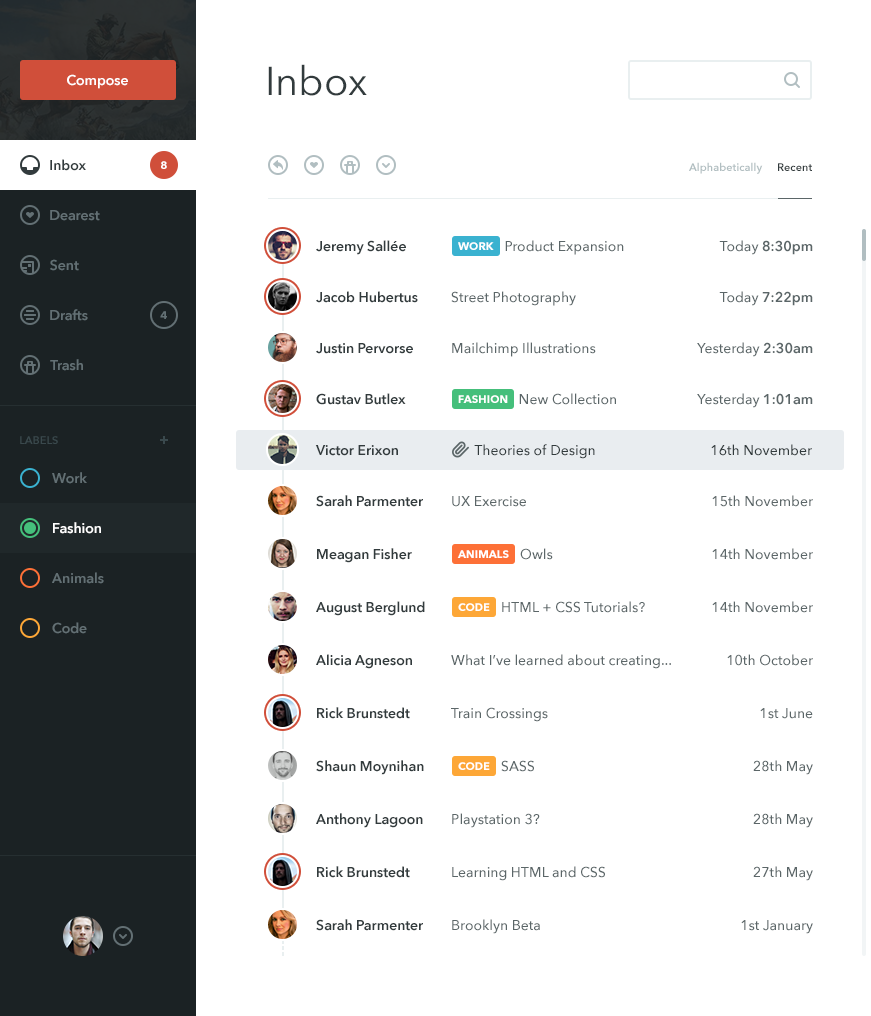 Compose
Inbox 8
Dearest
Sent
Drafts 4
Trash
LABELS +
Work
Fashion
Animals
Code
Inbox
Alphabetically Recent
Jeremy Sallée WORK Product Expansion Today 8:30pm
Jacob Hubertus Street Photography Today 7:22pm
Justin Pervorse Mailchimp Illustrations Yesterday 2:30am
Gustav Butlex FASHION New Collection Yesterday 1:01am
Victor Erixon Theories of Design 16th November
Sarah Parmenter UX Exercise 15th November
Meagan Fisher ANIMALS Owls 14th November
August Berglund CODE HTML + CSS Tutorials? 14th November
Alicia Agneson What I’ve learned about creating... 10th October
Rick Brunstedt Train Crossings 1st June
Shaun Moynihan CODE SASS 28th May
Anthony Lagoon Playstation 3? 28th May
Rick Brunstedt Learning HTML and CSS 27th May
Sarah Parmenter Brooklyn Beta 1st January